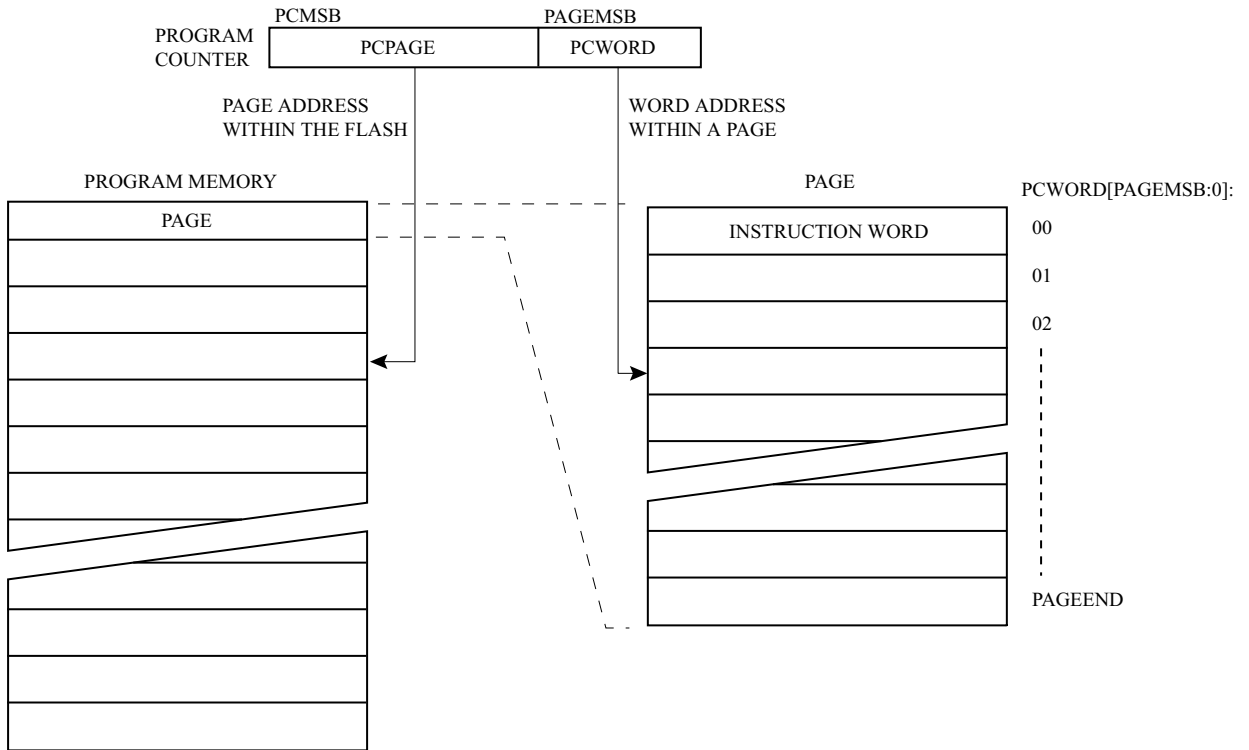 PCMSB
PAGEMSB
PROGRAM
COUNTER
PCPAGE
PCWORD
PAGE ADDRESS
WITHIN THE FLASH
WORD ADDRESS
WITHIN A PAGE
PROGRAM MEMORY
PAGE
PAGE
PCWORD[PAGEMSB:0]:
INSTRUCTION WORD
00
01
02
PAGEEND